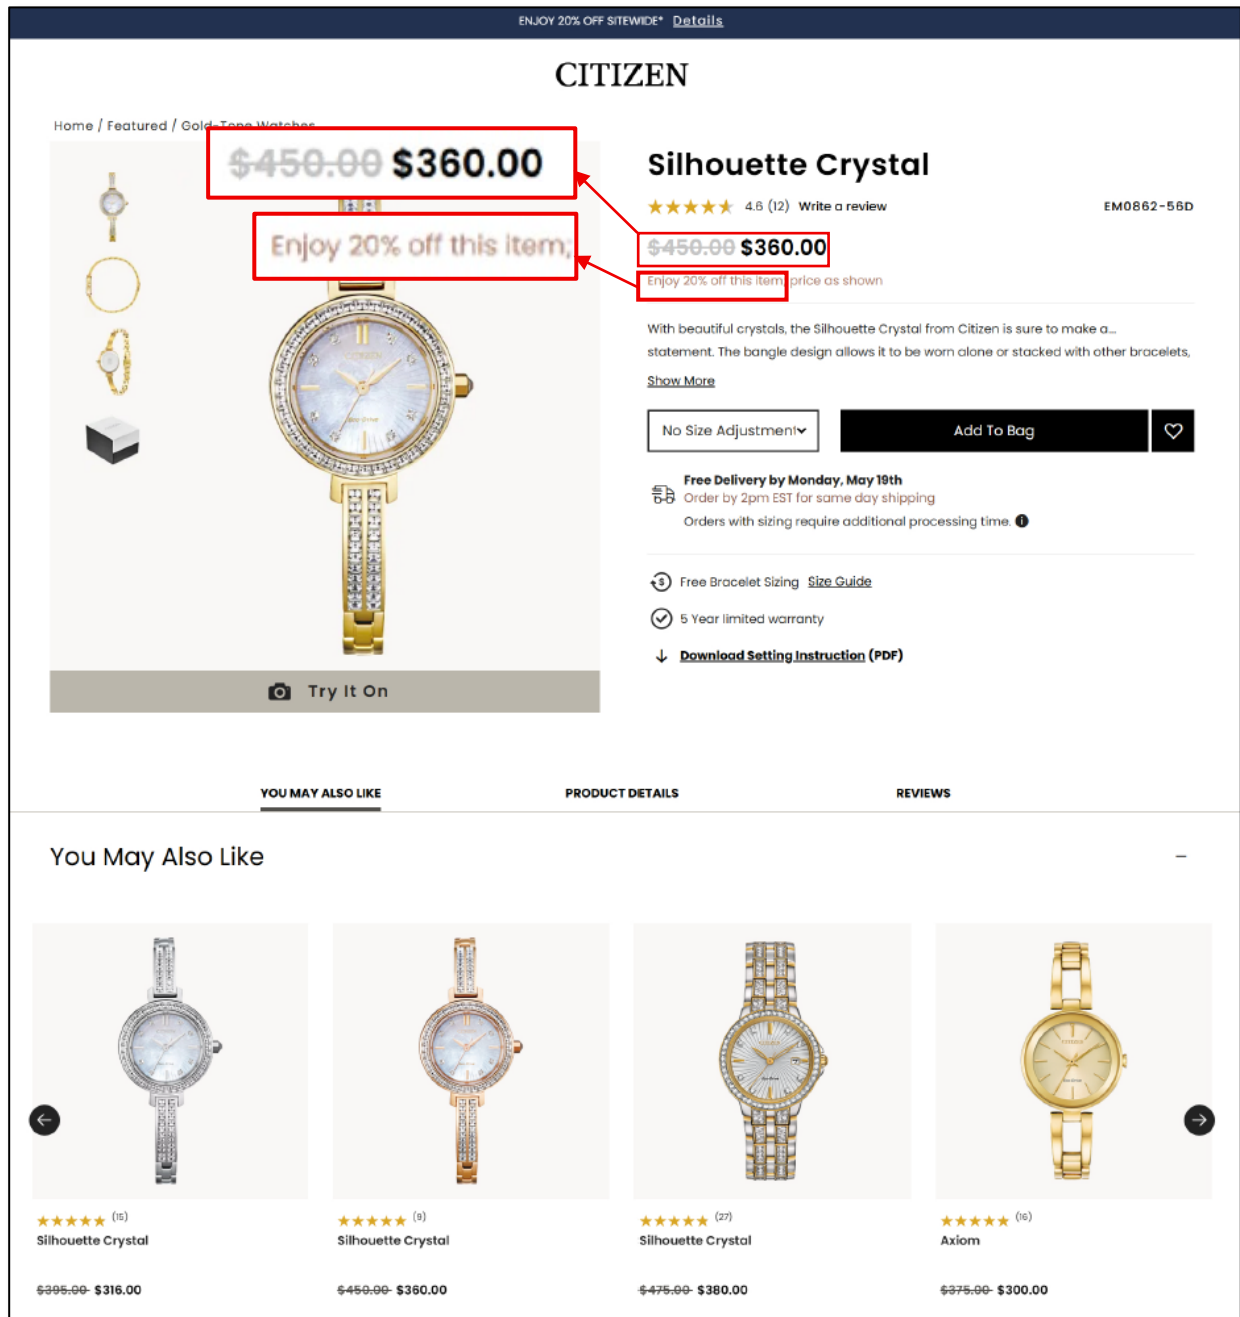 ENJOY 20% OFF SITEWIDE* Details
CITIZEN
Home / Featured / Gold-Tone Watches
$450.00 $360.00
Enjoy 20% off this item;
Silhouette Crystal
4.6 (12) Write a review
EM0862-56D
$450.00 $360.00
Enjoy 20% off this item; price as shown
With beautiful crystals, the Silhouette Crystal from Citizen is sure to make a...
statement. The bangle design allows it to be worn alone or stacked with other bracelets,
Show More
No Size Adjustment
Add To Bag
Free Delivery by Monday, May 19th
Order by 2pm EST for same day shipping
Orders with sizing require additional processing time.
Free Bracelet Sizing Size Guide
5 Year limited warranty
Download Setting Instruction (PDF)
CITIZEN
Eco-Drive
Try It On
YOU MAY ALSO LIKE
PRODUCT DETAILS
REVIEWS
You May Also Like
(15)
Silhouette Crystal
$395.00 $316.00
(9)
Silhouette Crystal
$450.00 $360.00
(27)
Silhouette Crystal
$475.00 $380.00
(16)
Axiom
$375.00 $300.00